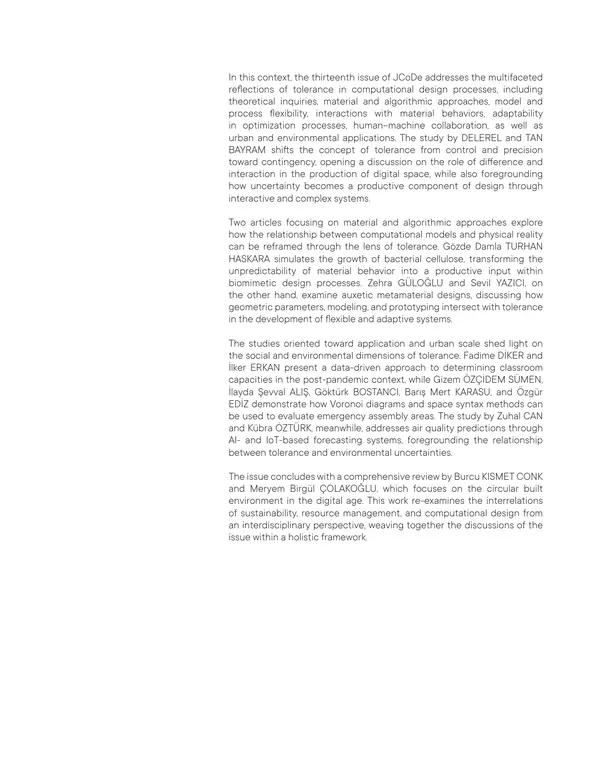 In this context, the thirteenth issue of JCoDe addresses the multifaceted
reflections of tolerance in computational design processes, including
theoretical inquiries, material and algorithmic approaches, model and
process flexibility, interactions with material behaviors, adaptability
in optimization processes, human–machine collaboration, as well as
urban and environmental applications. The study by DELEREL and TAN
BAYRAM shifts the concept of tolerance from control and precision
toward contingency, opening a discussion on the role of difference and
interaction in the production of digital space, while also foregrounding
how uncertainty becomes a productive component of design through
interactive and complex systems.
Two articles focusing on material and algorithmic approaches explore
how the relationship between computational models and physical reality
can be reframed through the lens of tolerance. Gözde Damla TURHAN
HASKARA simulates the growth of bacterial cellulose, transforming the
unpredictability of material behavior into a productive input within
biomimetic design processes. Zehra GÜLOĞLU and Sevil YAZICI, on
the other hand, examine auxetic metamaterial designs, discussing how
geometric parameters, modeling, and prototyping intersect with tolerance
in the development of flexible and adaptive systems.
The studies oriented toward application and urban scale shed light on
the social and environmental dimensions of tolerance. Fadime DİKER and
İlker ERKAN present a data-driven approach to determining classroom
capacities in the post-pandemic context, while Gizem ÖZÇİDEM SÜMEN,
İlayda Şevval ALIŞ, Göktürk BOSTANCI, Barış Mert KARASU, and Özgür
EDİZ demonstrate how Voronoi diagrams and space syntax methods can
be used to evaluate emergency assembly areas. The study by Zuhal CAN
and Kübra ÖZTÜRK, meanwhile, addresses air quality predictions through
AI- and IoT-based forecasting systems, foregrounding the relationship
between tolerance and environmental uncertainties.
The issue concludes with a comprehensive review by Burcu KISMET CONK
and Meryem Birgül ÇOLAKOĞLU, which focuses on the circular built
environment in the digital age. This work re-examines the interrelations
of sustainability, resource management, and computational design from
an interdisciplinary perspective, weaving together the discussions of the
issue within a holistic framework.